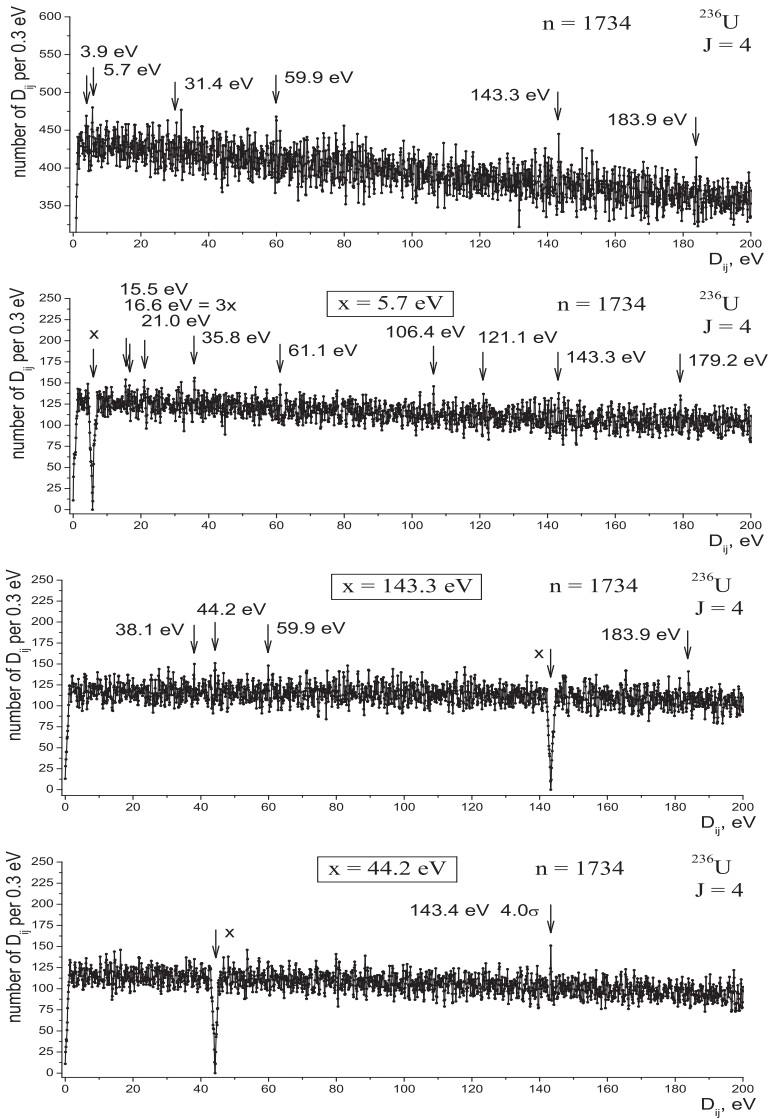 number of D_ij per 0.3 eV
600
550
500
450
400
350
3.9 eV
5.7 eV
31.4 eV
59.9 eV
143.3 eV
183.9 eV
n = 1734
²³⁶U
J = 4
0 20 40 60 80 100 120 140 160 180 200
D_ij, eV
number of D_ij per 0.3 eV
250
225
200
175
150
125
100
75
50
25
0
x
15.5 eV
16.6 eV = 3x
21.0 eV
35.8 eV
61.1 eV
x = 5.7 eV
106.4 eV
121.1 eV
143.3 eV
179.2 eV
n = 1734
²³⁶U
J = 4
0 20 40 60 80 100 120 140 160 180 200
D_ij, eV
number of D_ij per 0.3 eV
250
225
200
175
150
125
100
75
50
25
0
38.1 eV
44.2 eV
59.9 eV
x = 143.3 eV
x
183.9 eV
n = 1734
²³⁶U
J = 4
0 20 40 60 80 100 120 140 160 180 200
D_ij, eV
number of D_ij per 0.3 eV
250
225
200
175
150
125
100
75
50
25
0
x
x = 44.2 eV
143.4 eV 4.0σ
n = 1734
²³⁶U
J = 4
0 20 40 60 80 100 120 140 160 180 200
D_ij, eV